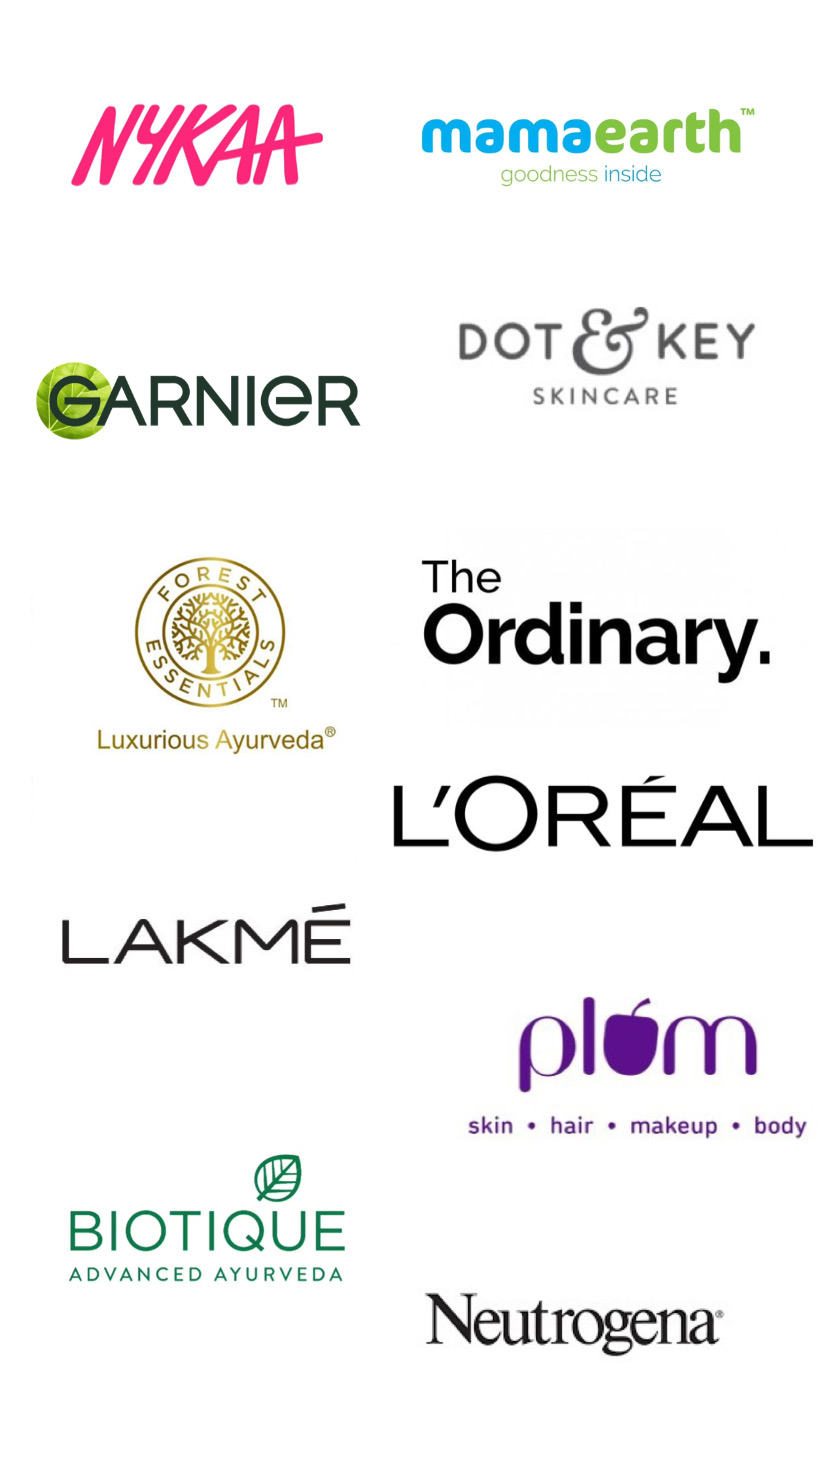 NYKAA
mamaearth™
goodness inside
DOT & KEY
SKINCARE
GARNIER
FOREST
ESSENTIALS
TM
Luxurious Ayurveda®
The
Ordinary.
L'ORÉAL
LAKMÉ
plum
skin • hair • makeup • body
BIOTIQUE
ADVANCED AYURVEDA
Neutrogena®